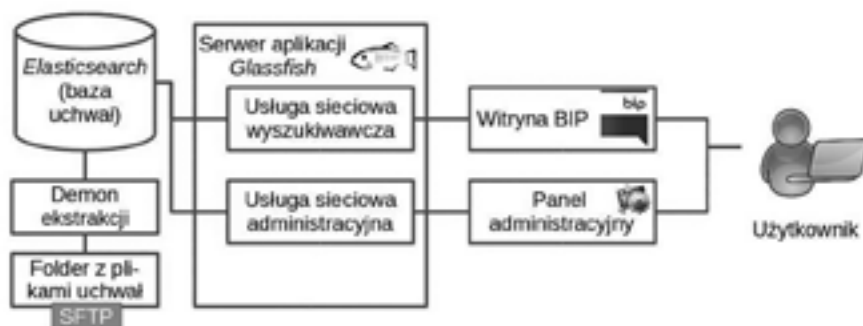 Elasticsearch
(baza
uchwał)
Demon
ekstrakcji
Folder z pli-
kami uchwał
SFTP
Serwer aplikacji
Glassfish
Usługa sieciowa
wyszukiwawcza
Usługa sieciowa
administracyjna
Witryna BIP
bip
Panel
administracyjny
Użytkownik